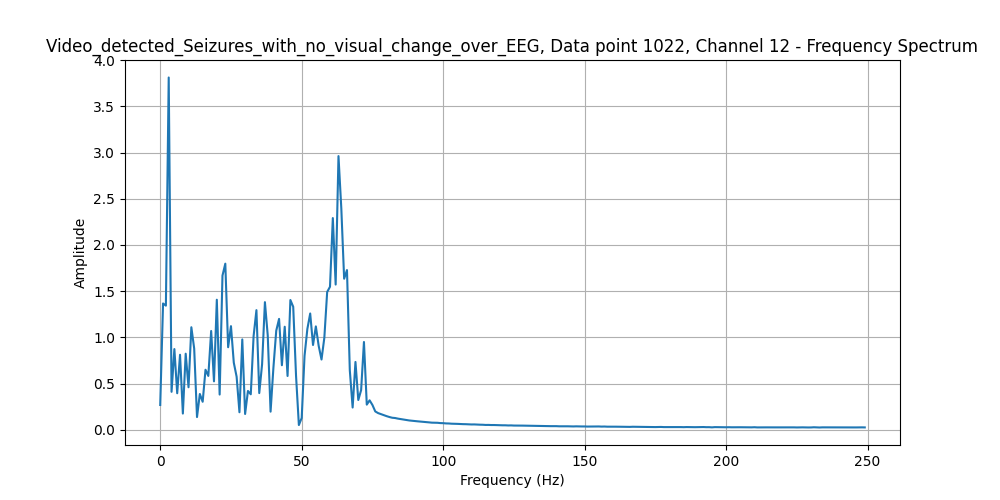 Video_detected_Seizures_with_no_visual_change_over_EEG, Data point 1022, Channel 12 - Frequency Spectrum
4.0
3.5
3.0
2.5
2.0
1.5
1.0
0.5
0.0
Amplitude
0 50 100 150 200 250
Frequency (Hz)